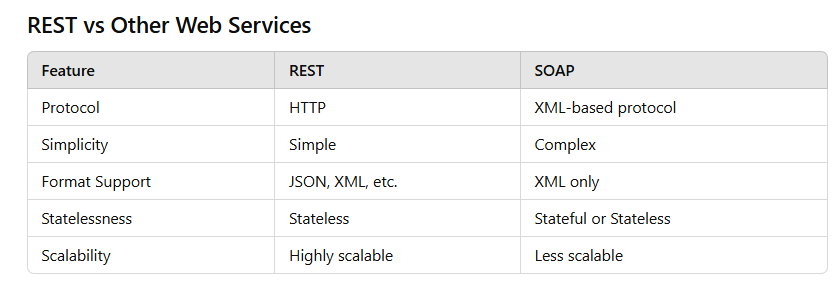 REST vs Other Web Services
Feature REST SOAP
Protocol HTTP XML-based protocol
Simplicity Simple Complex
Format Support JSON, XML, etc. XML only
Statelessness Stateless Stateful or Stateless
Scalability Highly scalable Less scalable